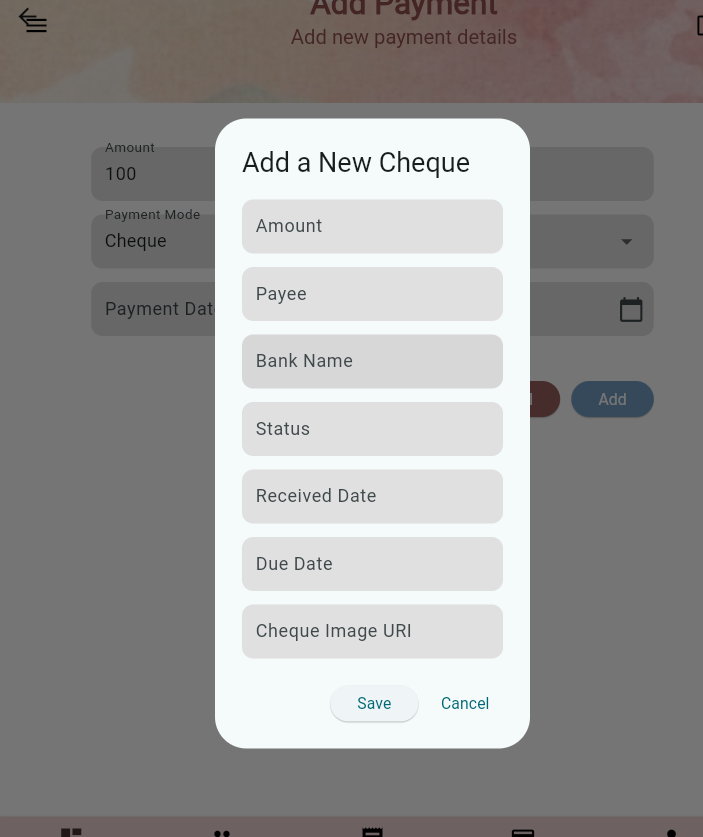 Add Payment
Add new payment details
Amount
100
Payment Mode
Cheque
Payment Dat
Add
Add a New Cheque
Amount
Payee
Bank Name
Status
Received Date
Due Date
Cheque Image URI
Save
Cancel